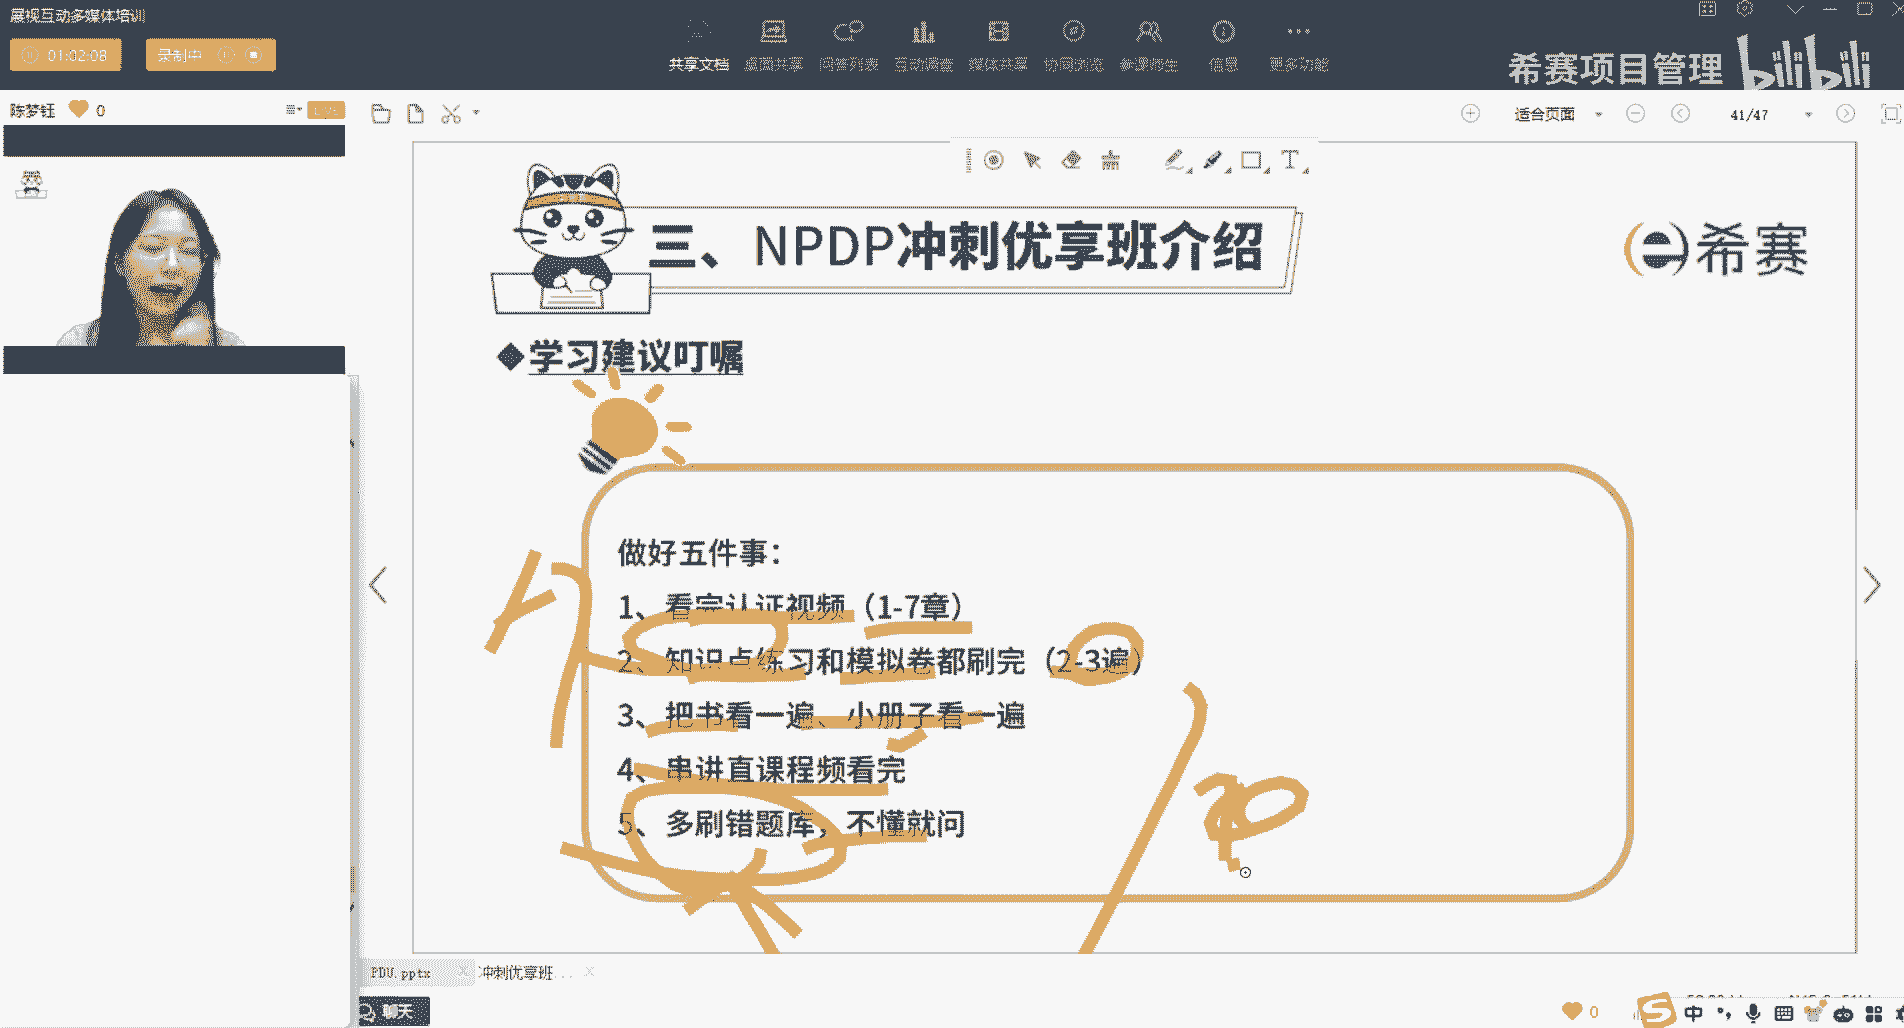 展视互动多媒体培训
01:02:08
录制中
共享文档 桌面共享 问答列表 互动调查 媒体共享 协同浏览 参课师生 信息 更多功能
希赛项目管理 bilibili
陈梦钰 0
适合页面 41/47
三、NPDP冲刺优享班介绍
希赛
◆学习建议叮嘱
做好五件事：
1、看完认证视频（1-7章）
2、知识点练习和模拟卷都刷完（2-3遍）
3、把书看一遍、小册子看一遍
4、串讲直课程频看完
5、多刷错题库，不懂就问
PDU.pptx 冲刺优享班...
聊天
0
中